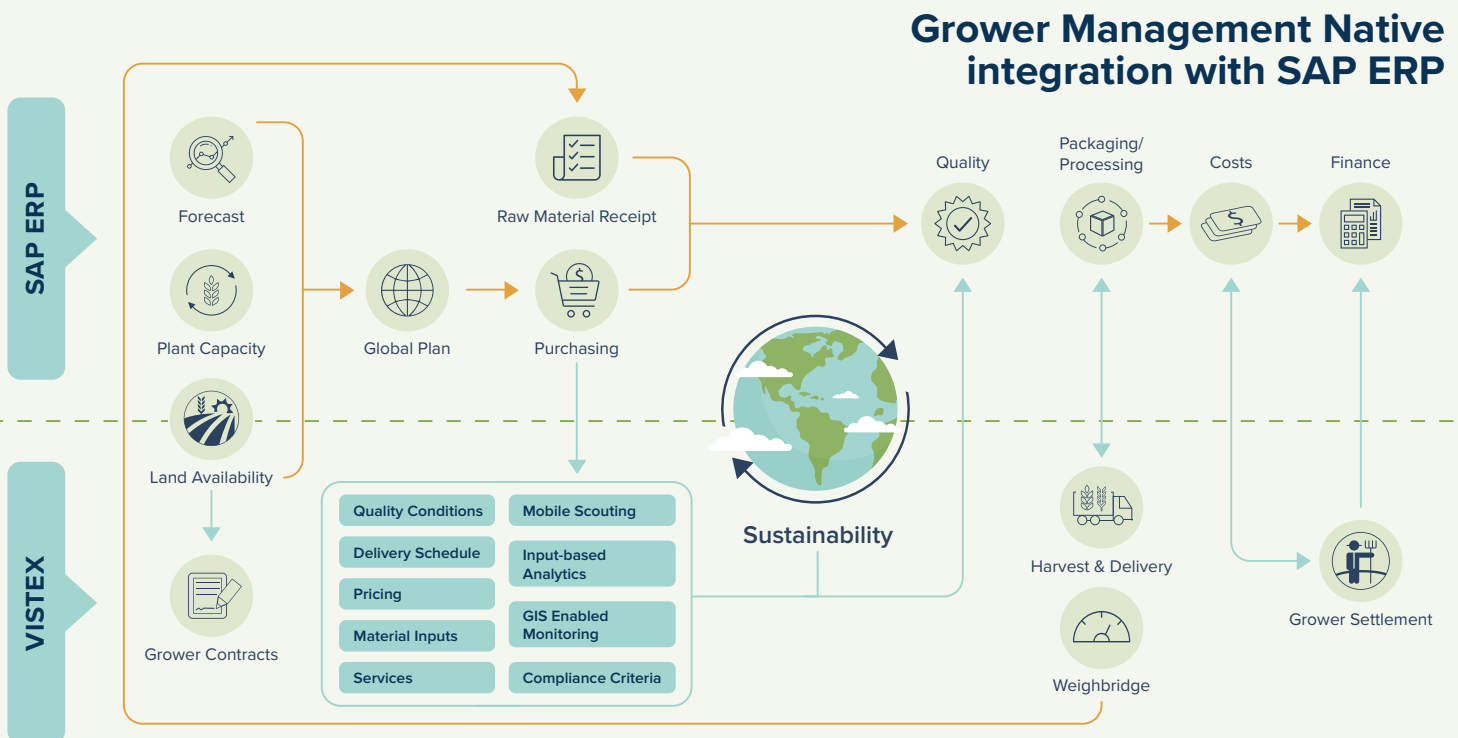 Grower Management Native
integration with SAP ERP
SAP ERP
Forecast
Raw Material Receipt
Quality
Packaging/
Processing
Costs
Finance
Plant Capacity
Global Plan
Purchasing
Land Availability
VISTEX
Grower Contracts
Quality Conditions
Delivery Schedule
Pricing
Material Inputs
Services
Mobile Scouting
Input-based
Analytics
GIS Enabled
Monitoring
Compliance Criteria
Sustainability
Harvest & Delivery
Weighbridge
Grower Settlement